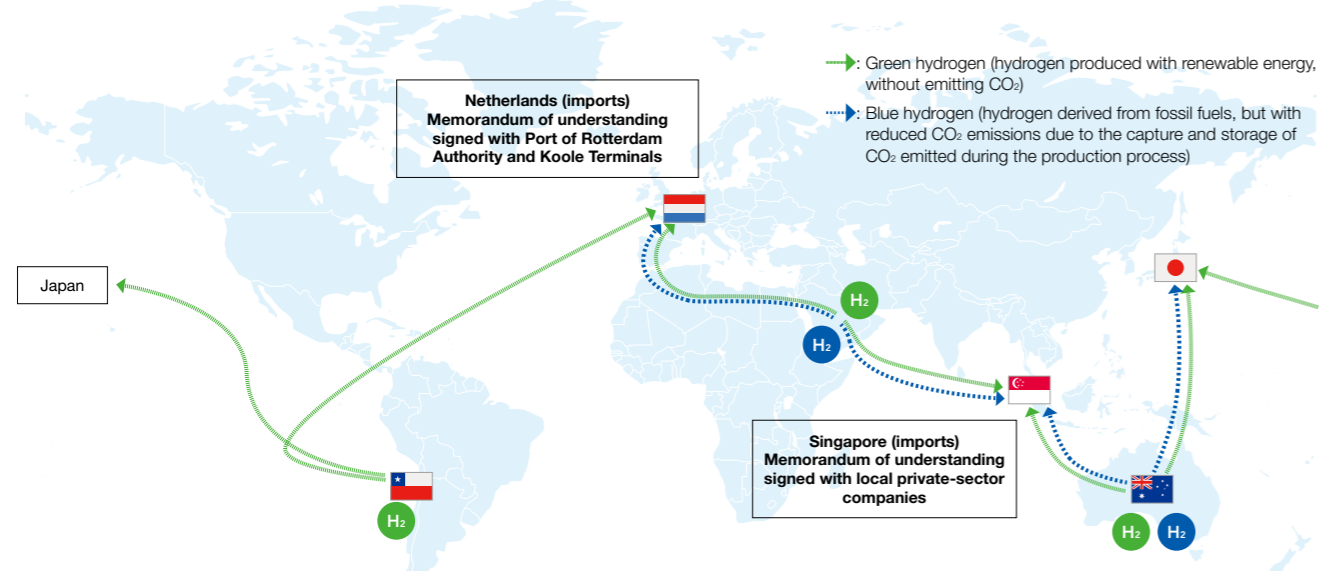 : Green hydrogen (hydrogen produced with renewable energy,
without emitting CO₂)
: Blue hydrogen (hydrogen derived from fossil fuels, but with
reduced CO₂ emissions due to the capture and storage of
CO₂ emitted during the production process)
Netherlands (imports)
Memorandum of understanding
signed with Port of Rotterdam
Authority and Koole Terminals
Japan
H₂
H₂
Singapore (imports)
Memorandum of understanding
signed with local private-sector
companies
H₂
H₂
H₂